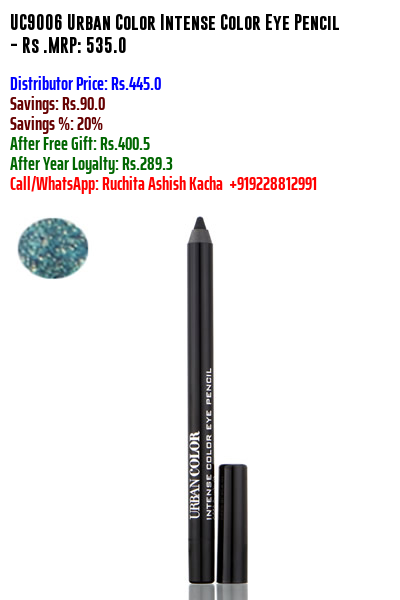 UC9006 Urban Color Intense Color Eye Pencil
- Rs .MRP: 535.0
Distributor Price: Rs.445.0
Savings: Rs.90.0
Savings %: 20%
After Free Gift: Rs.400.5
After Year Loyalty: Rs.289.3
Call/WhatsApp: Ruchita Ashish Kacha +919228812991
URBAN COLOR
INTENSE COLOR EYE PENCIL